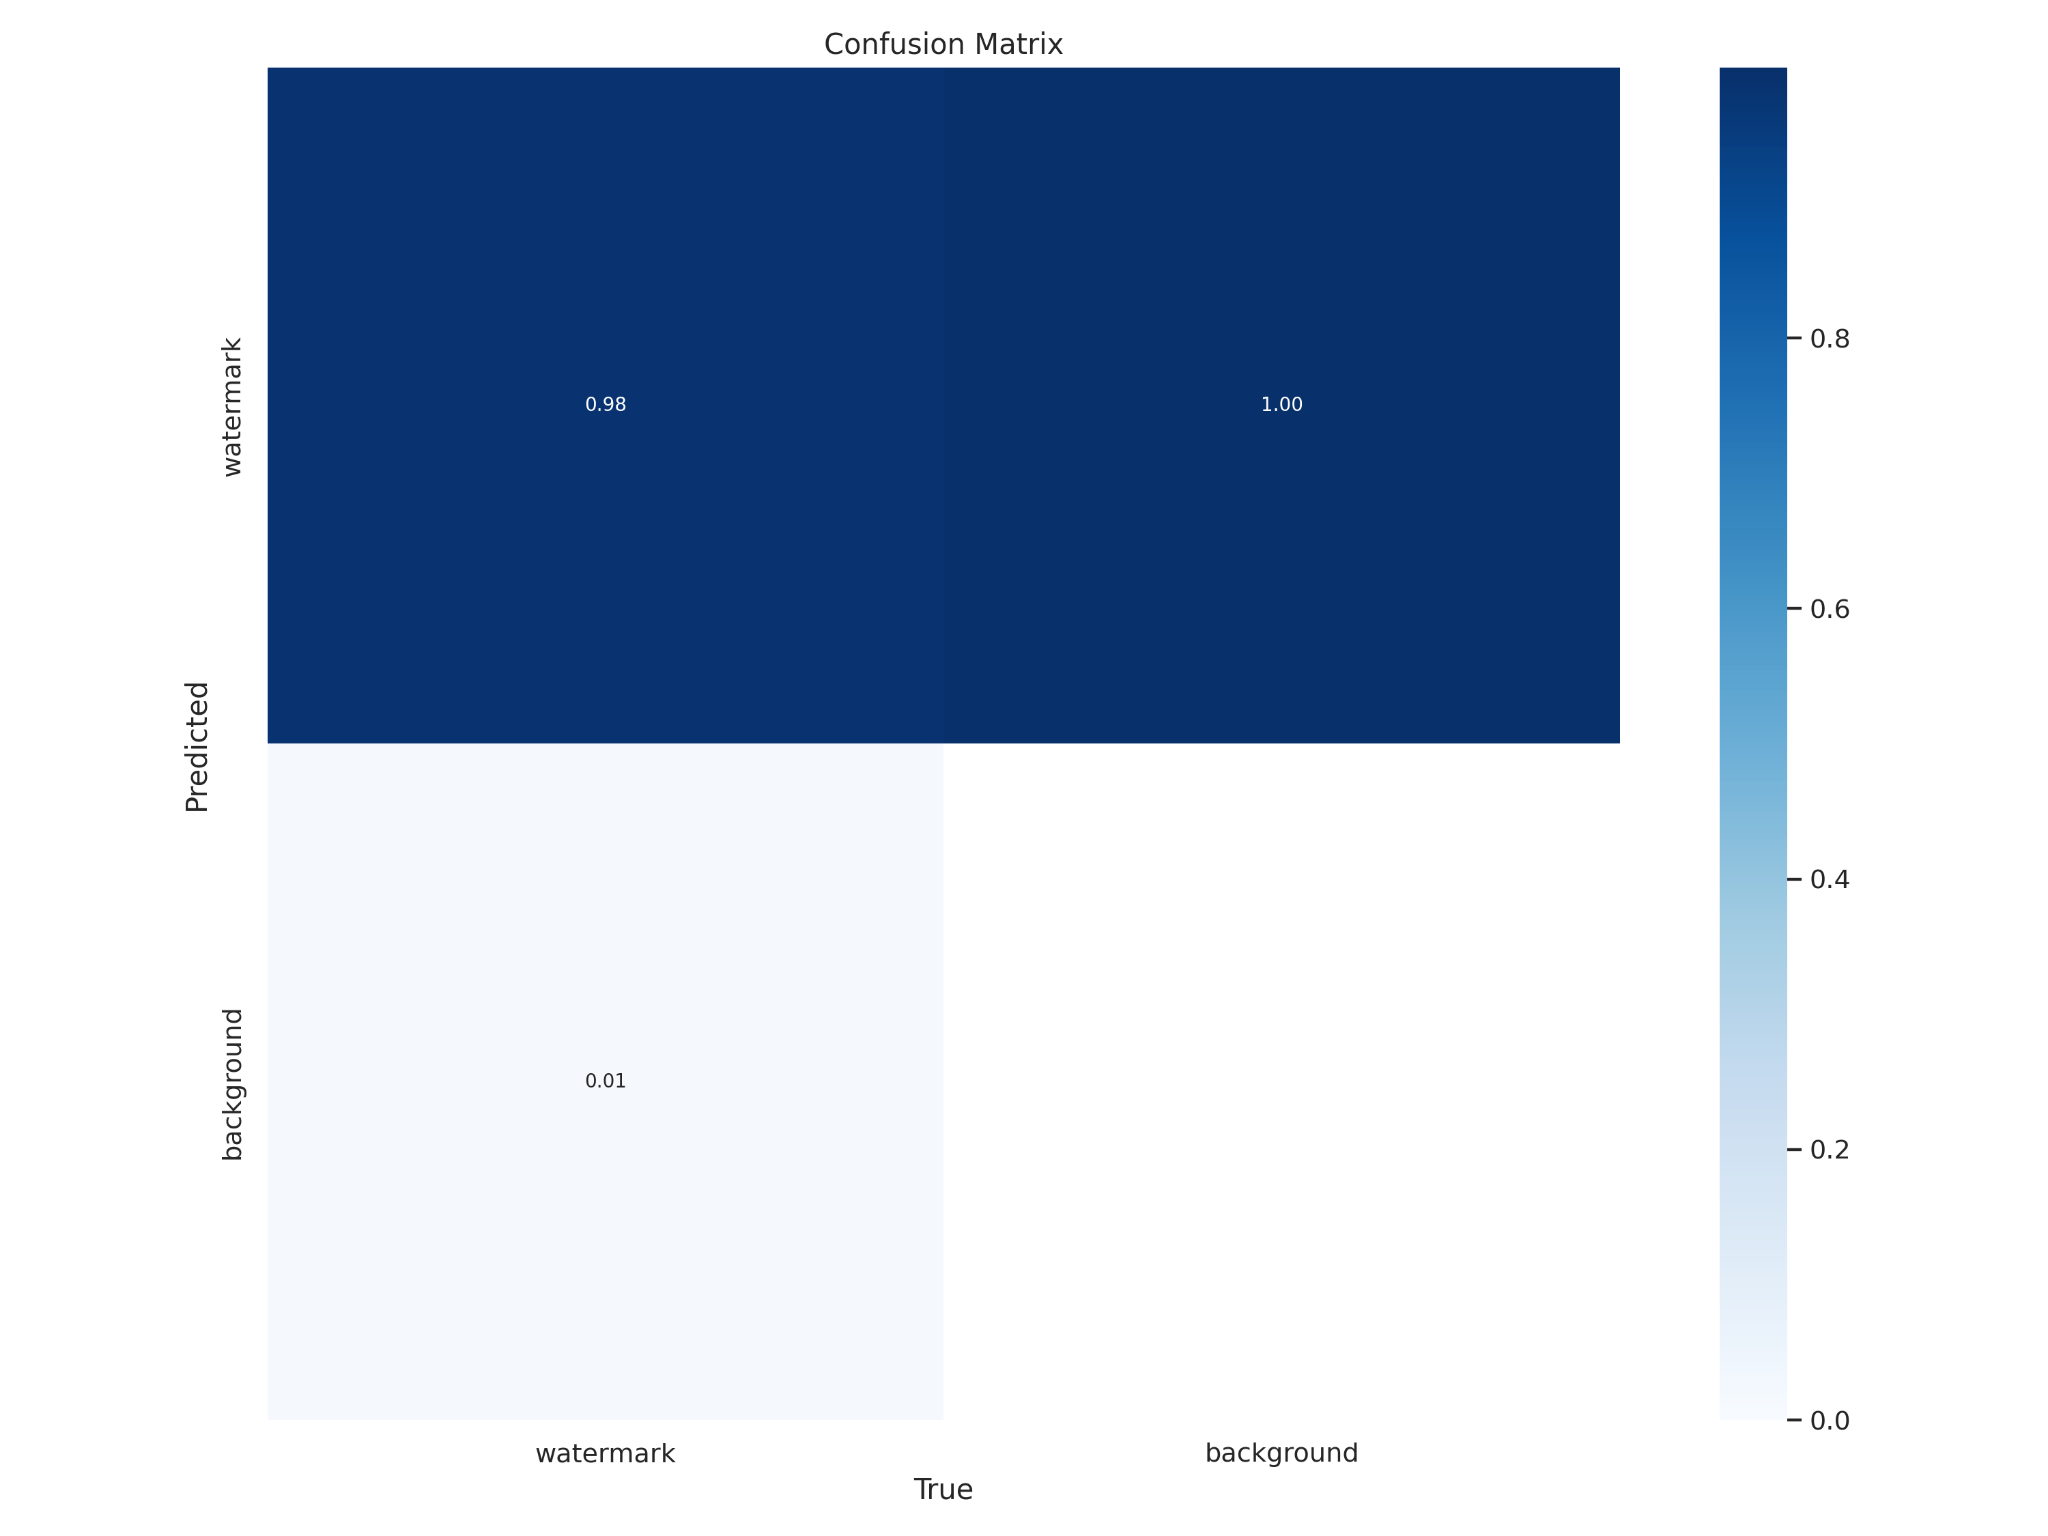 Confusion Matrix
watermark
0.98
1.00
0.8
0.6
Predicted
0.4
background
0.01
0.2
0.0
watermark
background
True